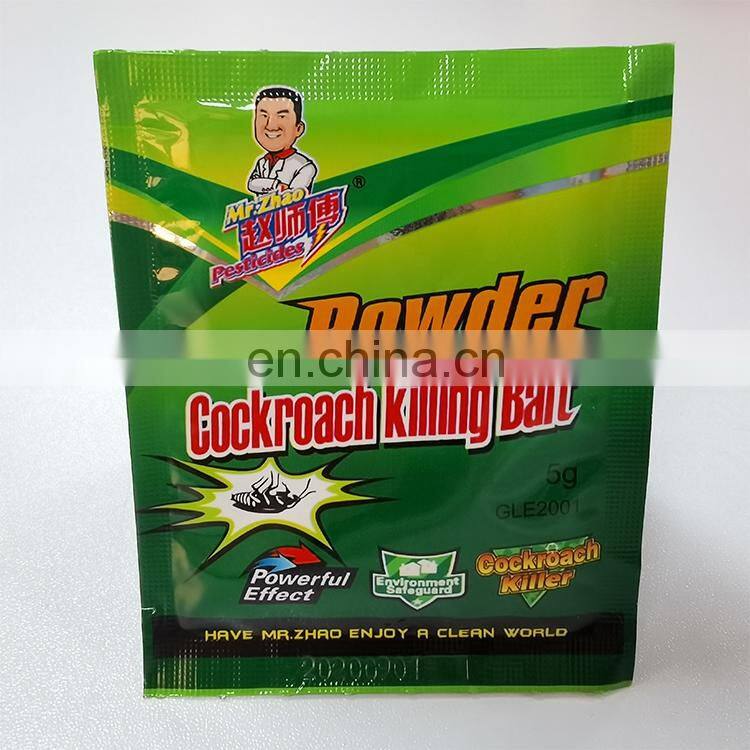 Mr.Zhao
赵师傅
®
Pesticides
Powder
en.china.cn
Cockroach Killing Bait
5g
GLE2001
Powerful
Effect
Environment
Safeguard
Cockroach
Killer
HAVE MR.ZHAO ENJOY A CLEAN WORLD
20200901